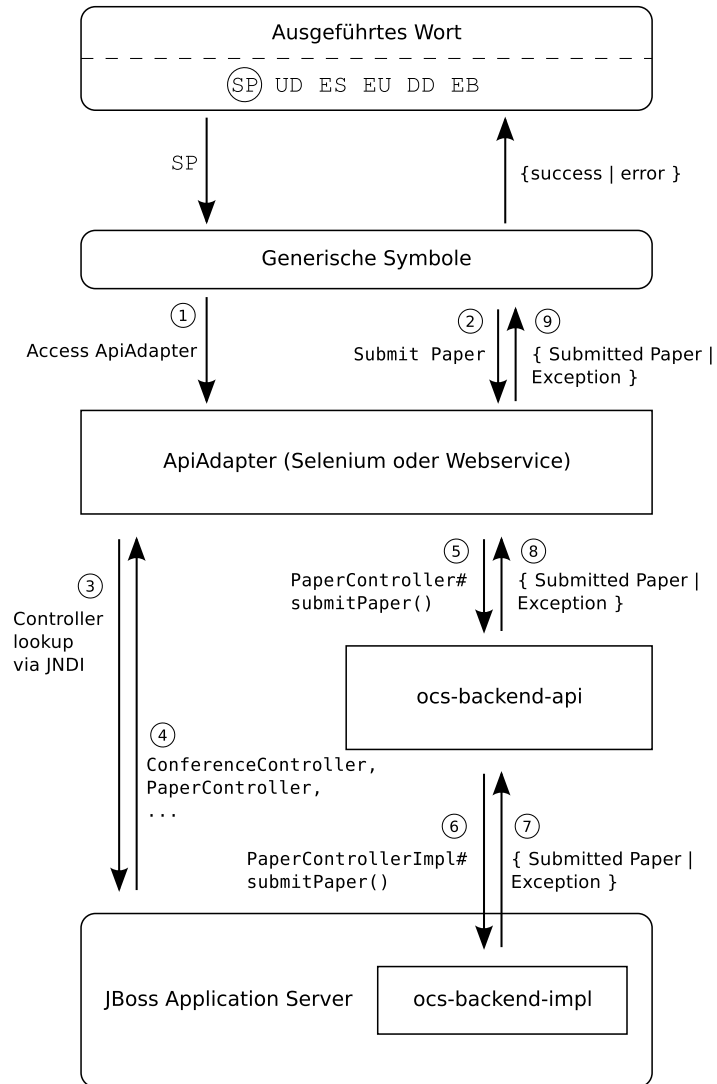 Ausgeführtes Wort
SP UD ES EU DD EB
SP
{success | error }
Generische Symbole
1
Access ApiAdapter
2
Submit Paper
9
{ Submitted Paper |
Exception }
ApiAdapter (Selenium oder Webservice)
3
Controller
lookup
via JNDI
4
ConferenceController,
PaperController,
...
5
PaperController#
submitPaper()
8
{ Submitted Paper |
Exception }
ocs-backend-api
6
PaperControllerImpl#
submitPaper()
7
{ Submitted Paper |
Exception }
JBoss Application Server
ocs-backend-impl